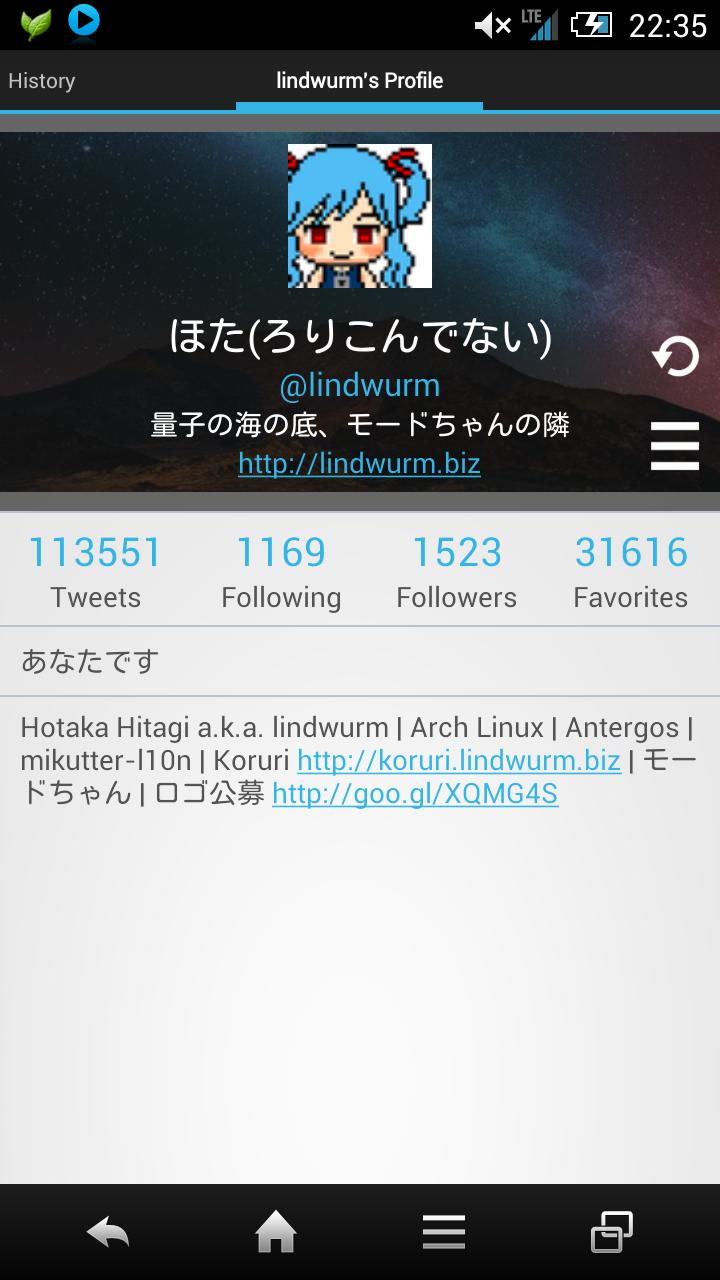 LTE
22:35
History
lindwurm's Profile
ほた(ろりこんでない)
@lindwurm
量子の海の底、モードちゃんの隣
http://lindwurm.biz
113551 1169 1523 31616
Tweets Following Followers Favorites
あなたです
Hotaka Hitagi a.k.a. lindwurm | Arch Linux | Antergos |
mikutter-l10n | Koruri http://koruri.lindwurm.biz | モー
ドちゃん | ロゴ公募 http://goo.gl/XQMG4S